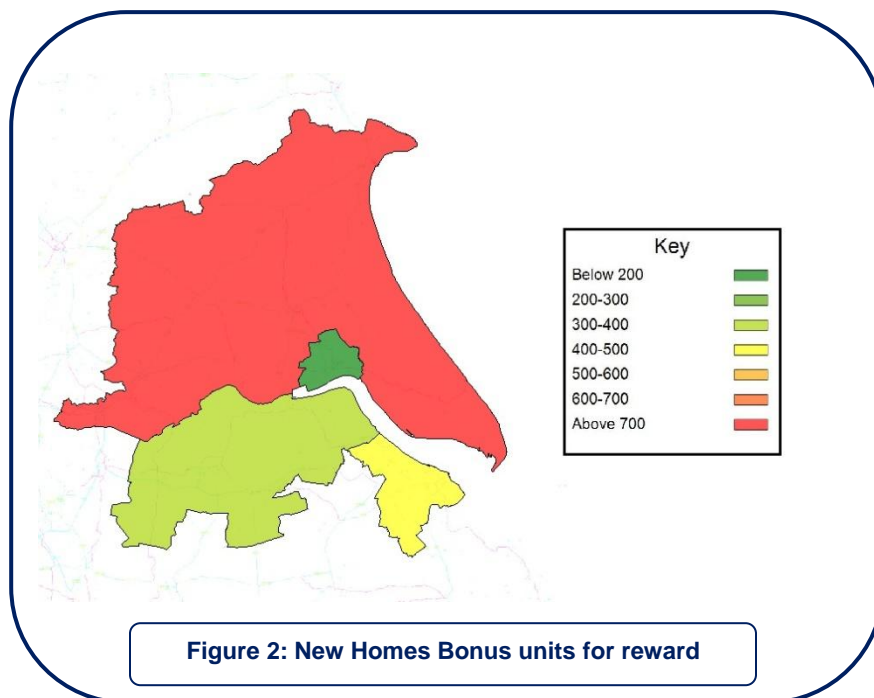 Key
Below 200
200-300
300-400
400-500
500-600
600-700
Above 700
Figure 2: New Homes Bonus units for reward